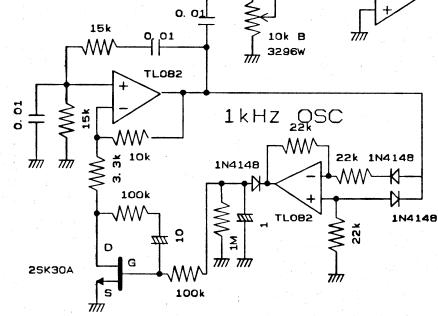 0.01
15k
0.01
10k B
3296W
TL082
+
−
+
0.01
15k
1kHz OSC
10k
22k
3.3k
1N4148
22k
1N4148
−
+
100k
TL082
1N4148
10
1M
1
22k
D
G
2SK30A
S
100k